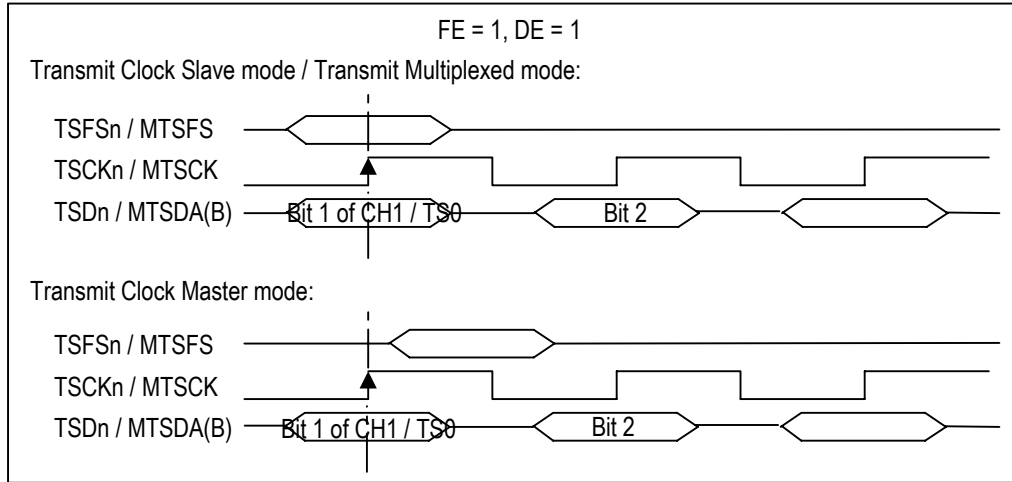 FE = 1, DE = 1
Transmit Clock Slave mode / Transmit Multiplexed mode:
TSFSn / MTSFS
TSCKn / MTSCK
TSDn / MTSDA(B) Bit 1 of CH1 / TS0 Bit 2
Transmit Clock Master mode:
TSFSn / MTSFS
TSCKn / MTSCK
TSDn / MTSDA(B) Bit 1 of CH1 / TS0 Bit 2